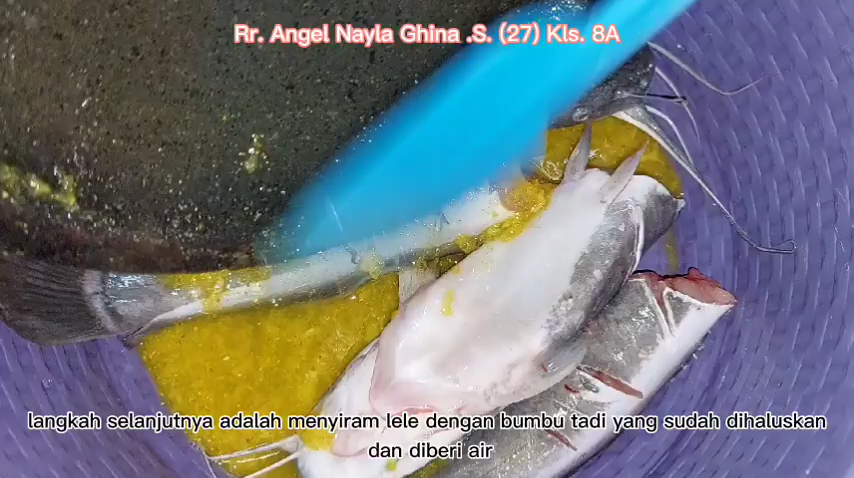 Rr. Angel Nayla Ghina .S. (27) Kls. 8A
langkah selanjutnya adalah menyiram lele dengan bumbu tadi yang sudah dihaluskan
dan diberi air